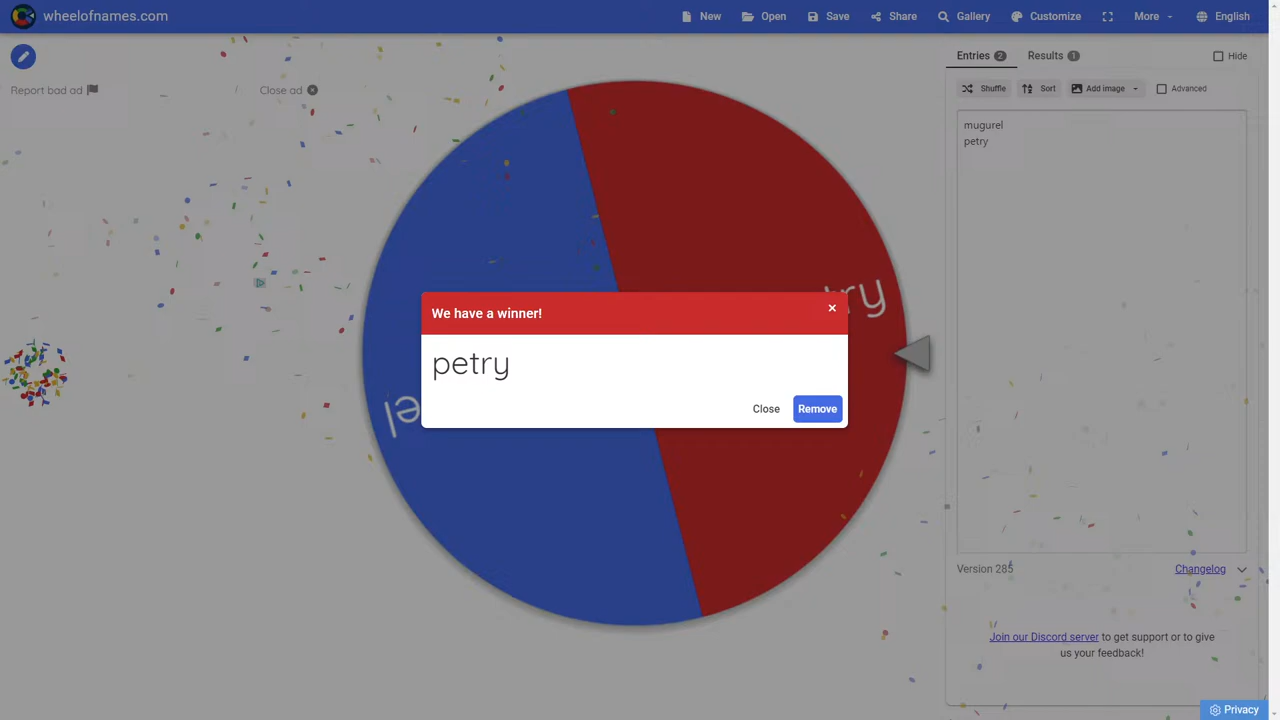 wheelofnames.com
New
Open
Save
Share
Gallery
Customize
More
English
Report bad ad
Close ad
Entries 2
Results 1
Hide
Shuffle
Sort
Add image
Advanced
mugurel
petry
We have a winner!
petry
Close
Remove
Version 285
Changelog
Join our Discord server to get support or to give
us your feedback!
Privacy